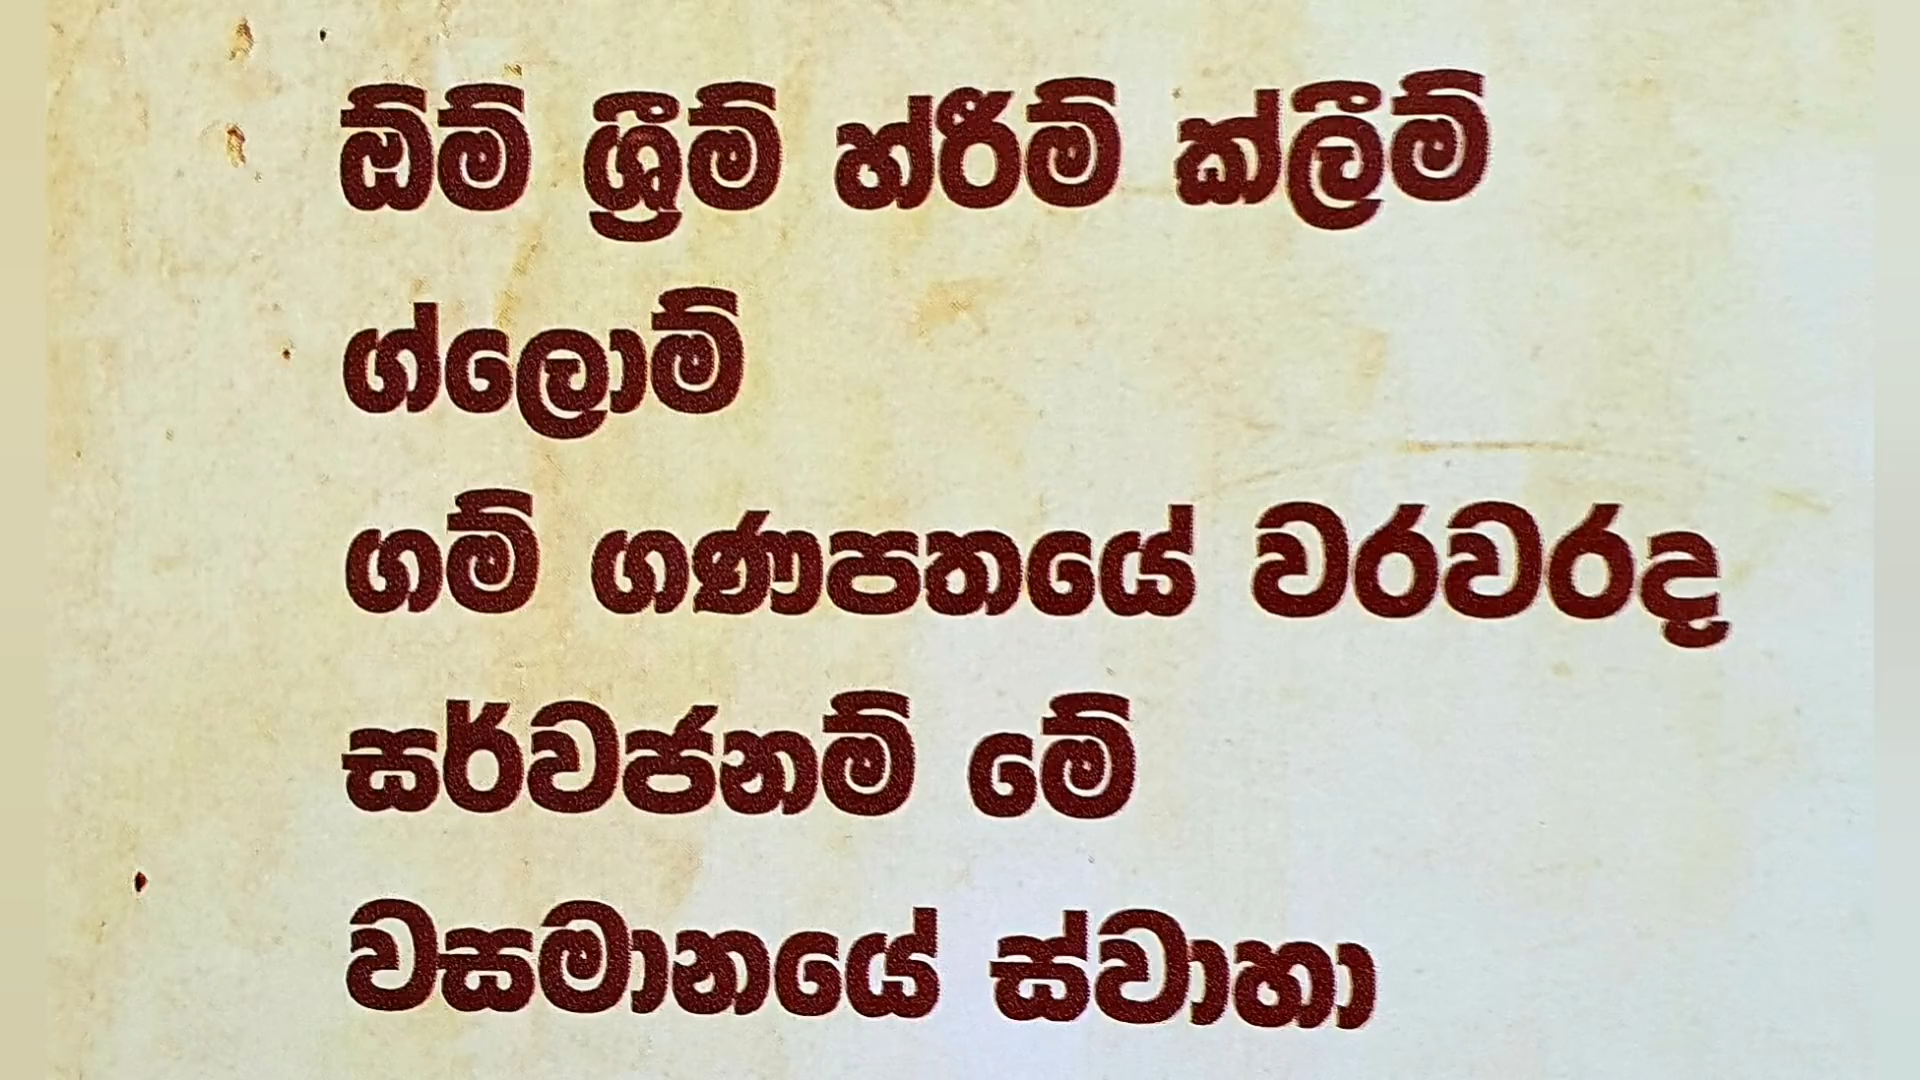 ඕම් ශ්‍රීම් හ්රීම් ක්ලීම්
ග්ලොම්
ගම් ගණපතයේ වරවරද
සර්වජනම් මේ
වසමානයේ ස්වාහා